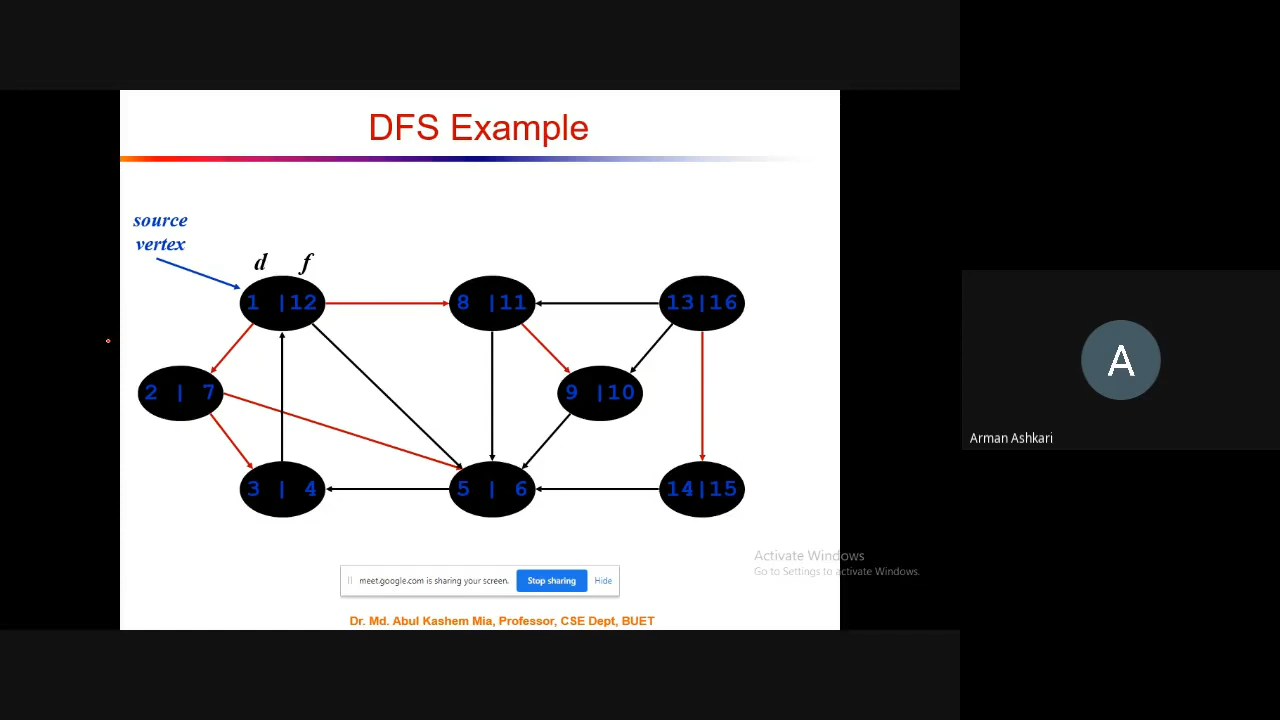 DFS Example
source
vertex
d f
1 |12
8 |11
13|16
2 | 7
9 |10
3 | 4
5 | 6
14|15
A
Arman Ashkari
Activate Windows
Go to Settings to activate Windows.
meet.google.com is sharing your screen. Stop sharing Hide
Dr. Md. Abul Kashem Mia, Professor, CSE Dept, BUET